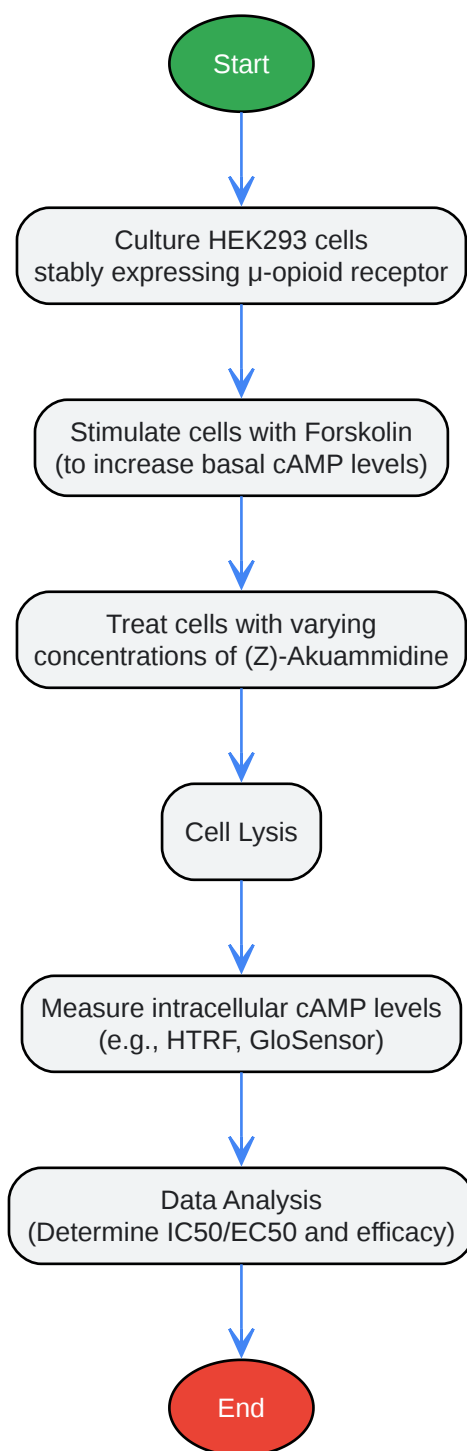 Start
Culture HEK293 cells
stably expressing μ-opioid receptor
Stimulate cells with Forskolin
(to increase basal cAMP levels)
Treat cells with varying
concentrations of (Z)-Akuammidine
Cell Lysis
Measure intracellular cAMP levels
(e.g., HTRF, GloSensor)
Data Analysis
(Determine IC50/EC50 and efficacy)
End